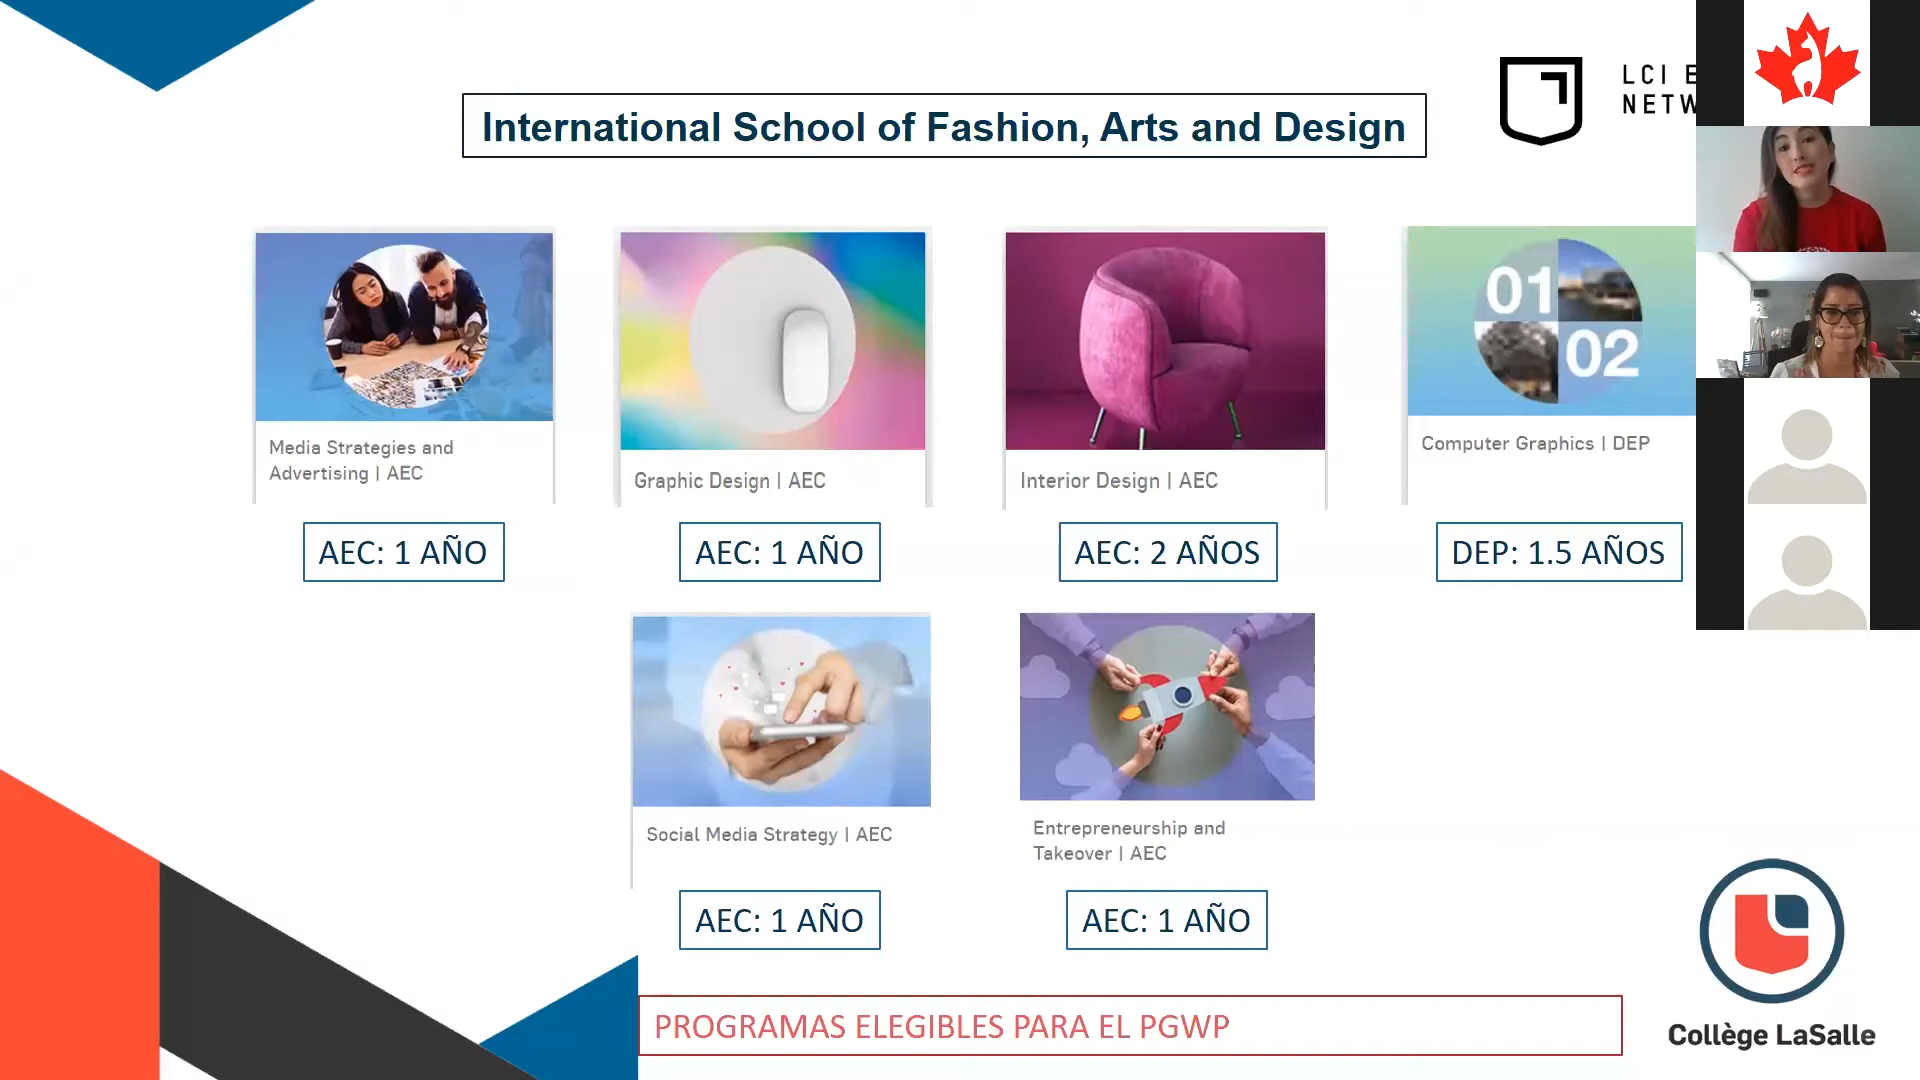 International School of Fashion, Arts and Design
LCI E
NETW
01
02
Media Strategies and
Advertising | AEC
Graphic Design | AEC
Interior Design | AEC
Computer Graphics | DEP
AEC: 1 AÑO
AEC: 1 AÑO
AEC: 2 AÑOS
DEP: 1.5 AÑOS
Social Media Strategy | AEC
Entrepreneurship and
Takeover | AEC
AEC: 1 AÑO
AEC: 1 AÑO
PROGRAMAS ELEGIBLES PARA EL PGWP
Collège LaSalle